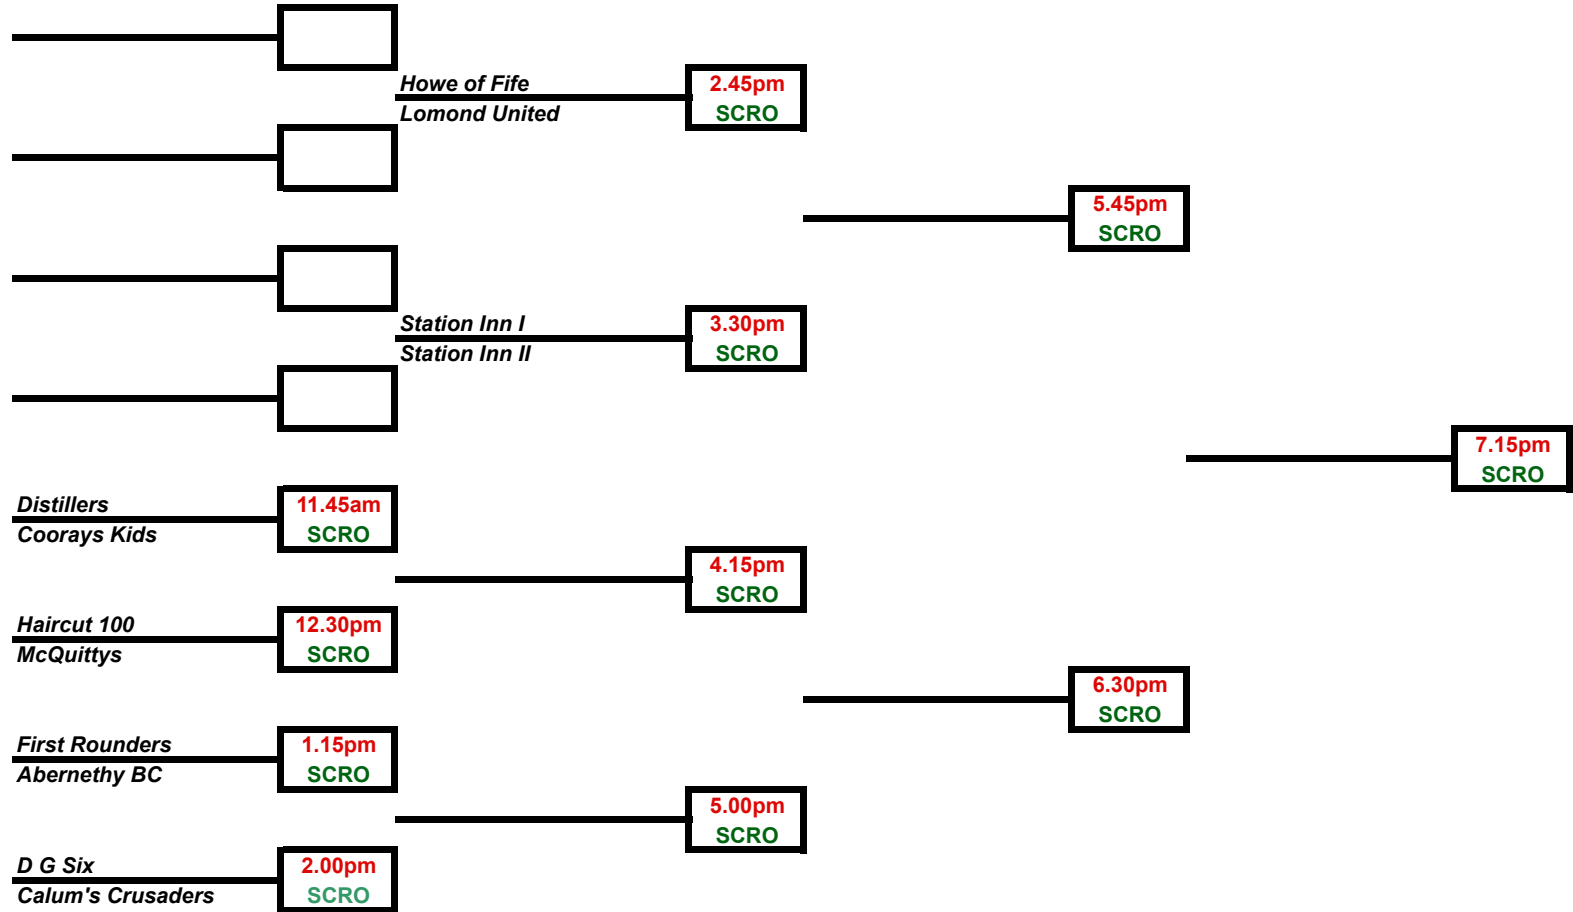 Howe of Fife
2.45pm
Lomond United
SCRO
5.45pm
SCRO
Station Inn I
3.30pm
Station Inn II
SCRO
7.15pm
SCRO
Distillers
11.45am
Coorays Kids
SCRO
4.15pm
SCRO
Haircut 100
12.30pm
McQuittys
SCRO
6.30pm
SCRO
First Rounders
1.15pm
Abernethy BC
SCRO
5.00pm
SCRO
D G Six
2.00pm
Calum's Crusaders
SCRO